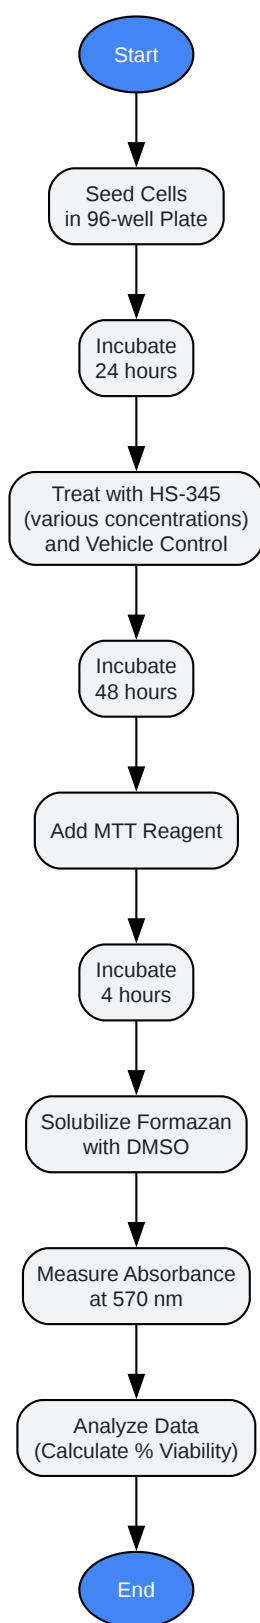 Start
Seed Cells
in 96-well Plate
Incubate
24 hours
Treat with HS-345
(various concentrations)
and Vehicle Control
Incubate
48 hours
Add MTT Reagent
Incubate
4 hours
Solubilize Formazan
with DMSO
Measure Absorbance
at 570 nm
Analyze Data
(Calculate % Viability)
End